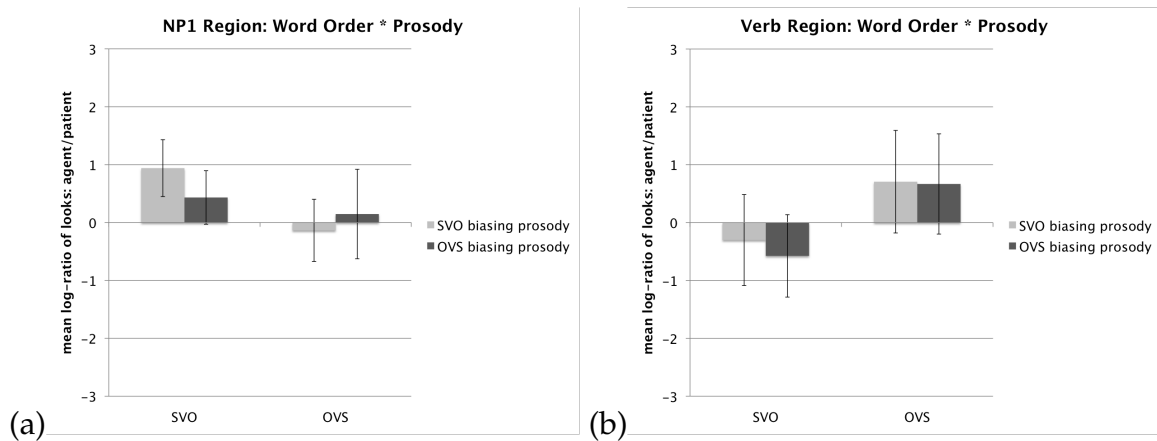 NP1 Region: Word Order * Prosody
mean log-ratio of looks: agent/patient
3
2
1
0
-1
-2
-3
SVO
OVS
SVO biasing prosody
OVS biasing prosody
(a)
Verb Region: Word Order * Prosody
mean log-ratio of looks: agent/patient
3
2
1
0
-1
-2
-3
SVO
OVS
SVO biasing prosody
OVS biasing prosody
(b)